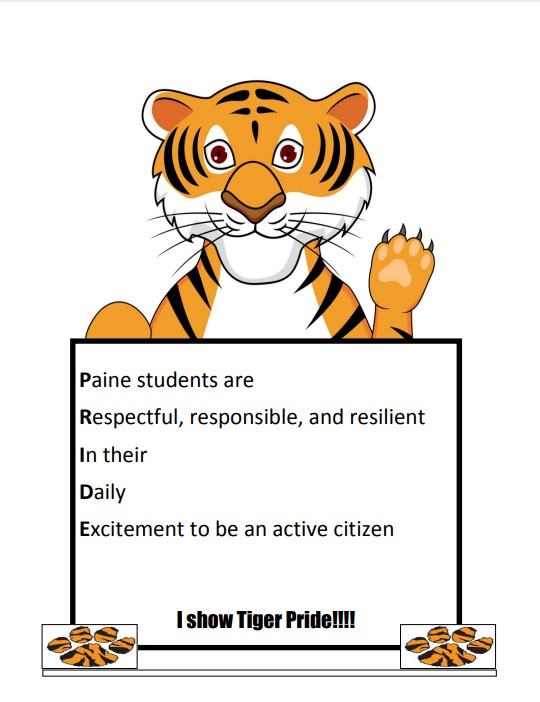 Paine students are
Respectful, responsible, and resilient
In their
Daily
Excitement to be an active citizen
I show Tiger Pride!!!!